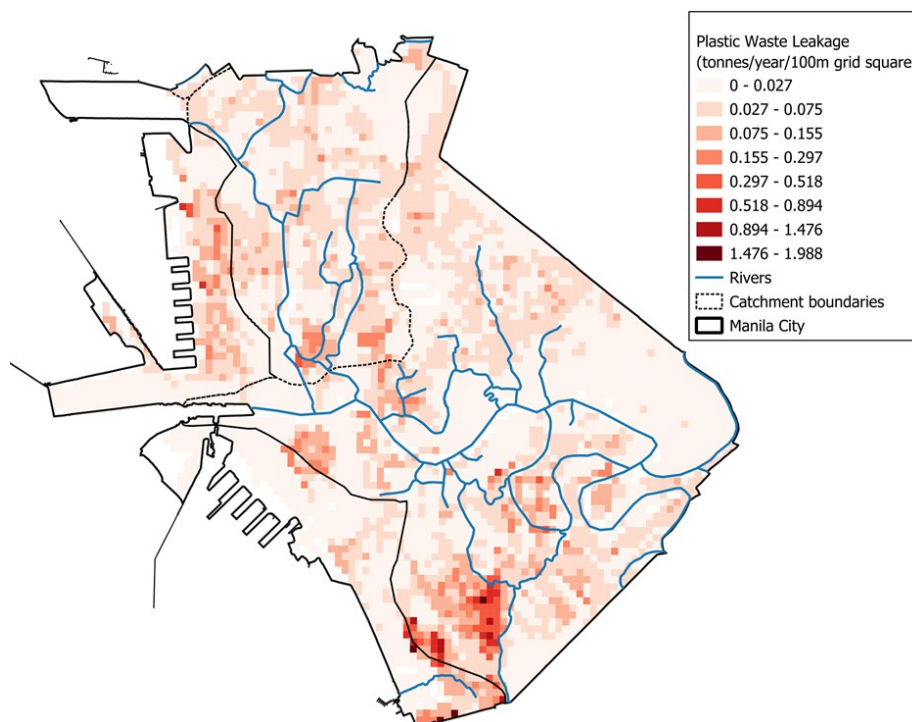 Plastic Waste Leakage
(tonnes/year/100m grid square
0 - 0.027
0.027 - 0.075
0.075 - 0.155
0.155 - 0.297
0.297 - 0.518
0.518 - 0.894
0.894 - 1.476
1.476 - 1.988
Rivers
Catchment boundaries
Manila City